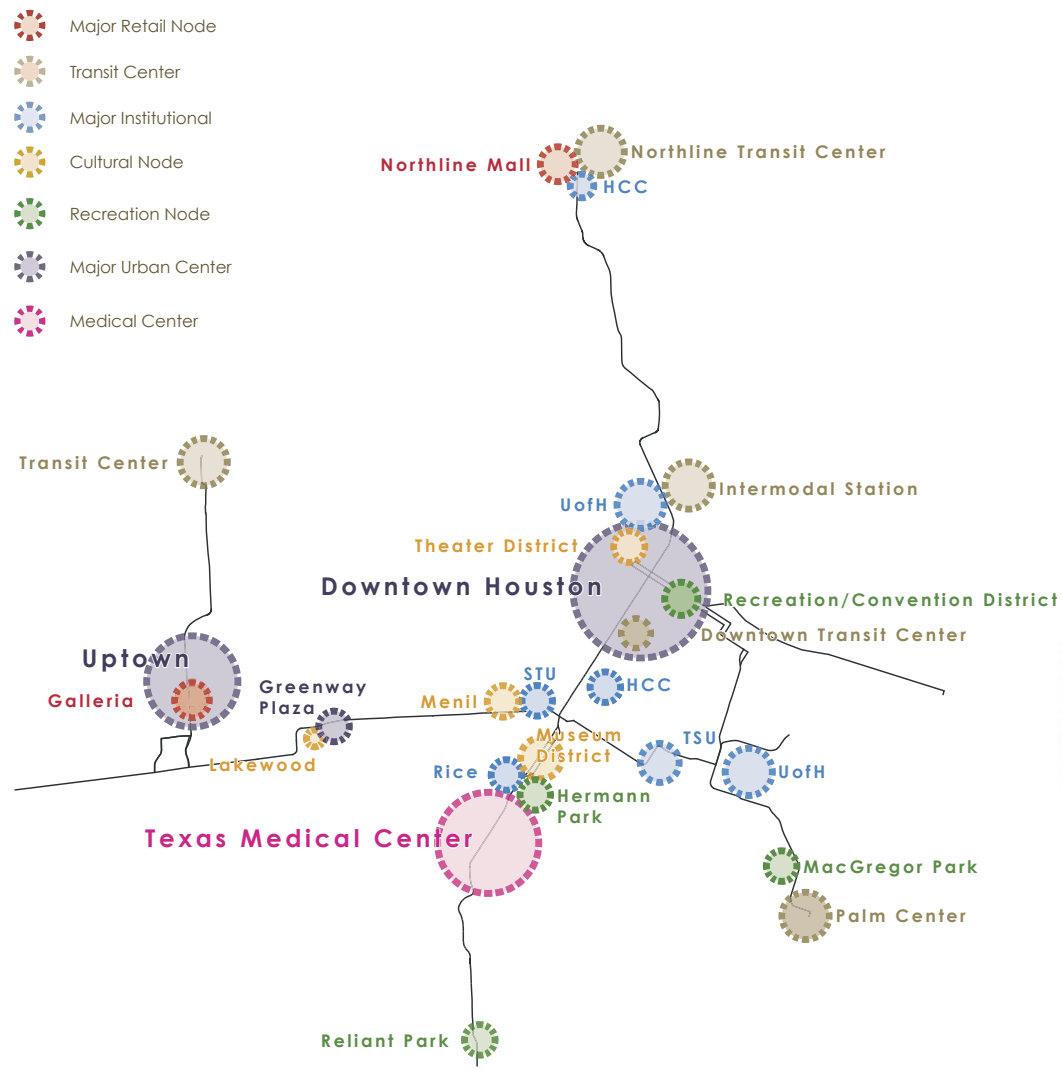 Major Retail Node
Transit Center
Major Institutional
Cultural Node
Recreation Node
Major Urban Center
Medical Center
Northline Mall
Northline Transit Center
HCC
Transit Center
Intermodal Station
UofH
Theater District
Downtown Houston
Recreation/Convention District
Downtown Transit Center
Uptown
Galleria
Greenway
Plaza
STU
HCC
Menil
Museum
District
TSU
Lakewood
Rice
UofH
Hermann
Park
Texas Medical Center
MacGregor Park
Palm Center
Reliant Park